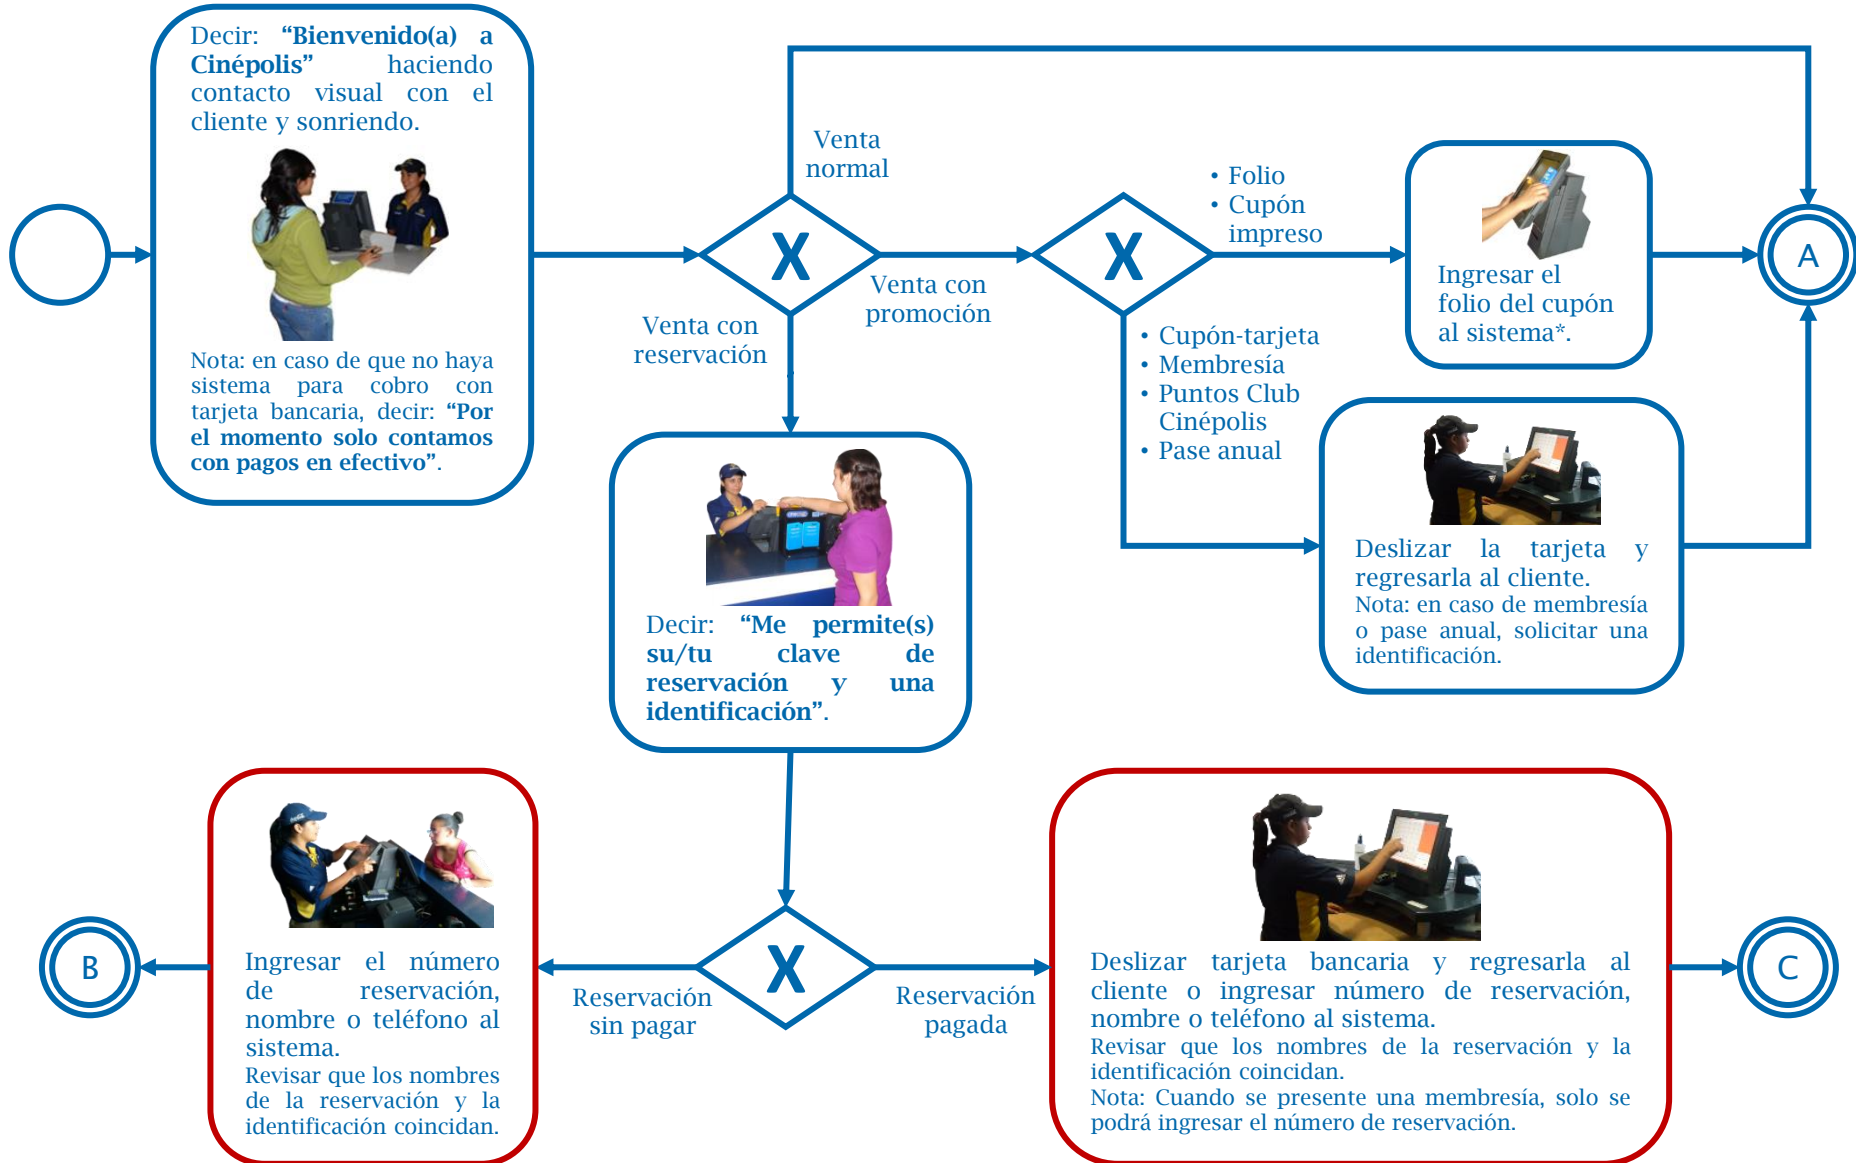 Decir: “Bienvenido(a) a
Cinépolis” haciendo
contacto visual con el
cliente y sonriendo.
Nota: en caso de que no haya
sistema para cobro con
tarjeta bancaria, decir: “Por
el momento solo contamos
con pagos en efectivo”.
Venta
normal
X
Venta con
promoción
Venta con
reservación
X
• Folio
• Cupón
impreso
Ingresar el
folio del cupón
al sistema*.
A
• Cupón-tarjeta
• Membresía
• Puntos Club
Cinépolis
• Pase anual
Deslizar la tarjeta y
regresarla al cliente.
Nota: en caso de membresía
o pase anual, solicitar una
identificación.
Decir: “Me permite(s)
su/tu clave de
reservación y una
identificación”.
X
Reservación
sin pagar
Reservación
pagada
B
Ingresar el número
de reservación,
nombre o teléfono al
sistema.
Revisar que los nombres
de la reservación y la
identificación coincidan.
Deslizar tarjeta bancaria y regresarla al
cliente o ingresar número de reservación,
nombre o teléfono al sistema.
Revisar que los nombres de la reservación y la
identificación coincidan.
Nota: Cuando se presente una membresía, solo se
podrá ingresar el número de reservación.
C